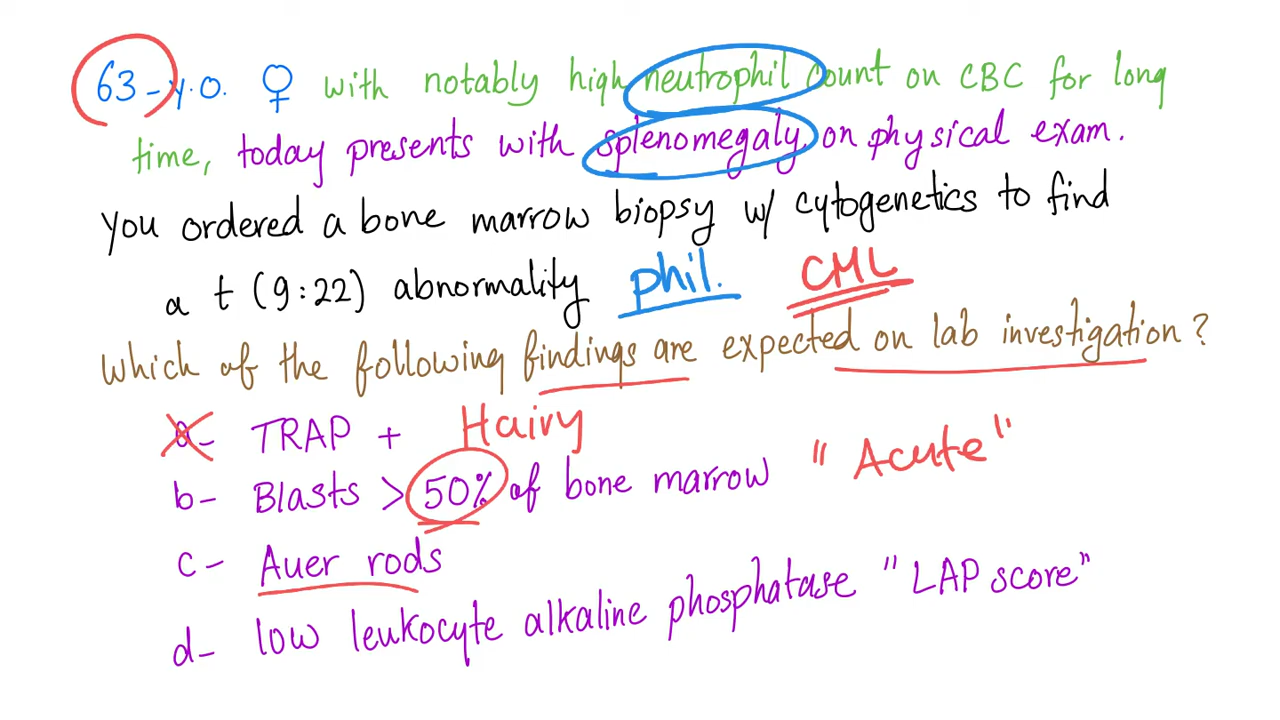 63-y.o. ♀ with notably high neutrophil count on CBC for long
time, today presents with splenomegaly on physical exam.
You ordered a bone marrow biopsy w/ cytogenetics to find
a t (9:22) abnormality phil. CML
Which of the following findings are expected on lab investigation?
a- TRAP + Hairy
b- Blasts > 50% of bone marrow "Acute"
c- Auer rods
d- low leukocyte alkaline phosphatase "LAP score"